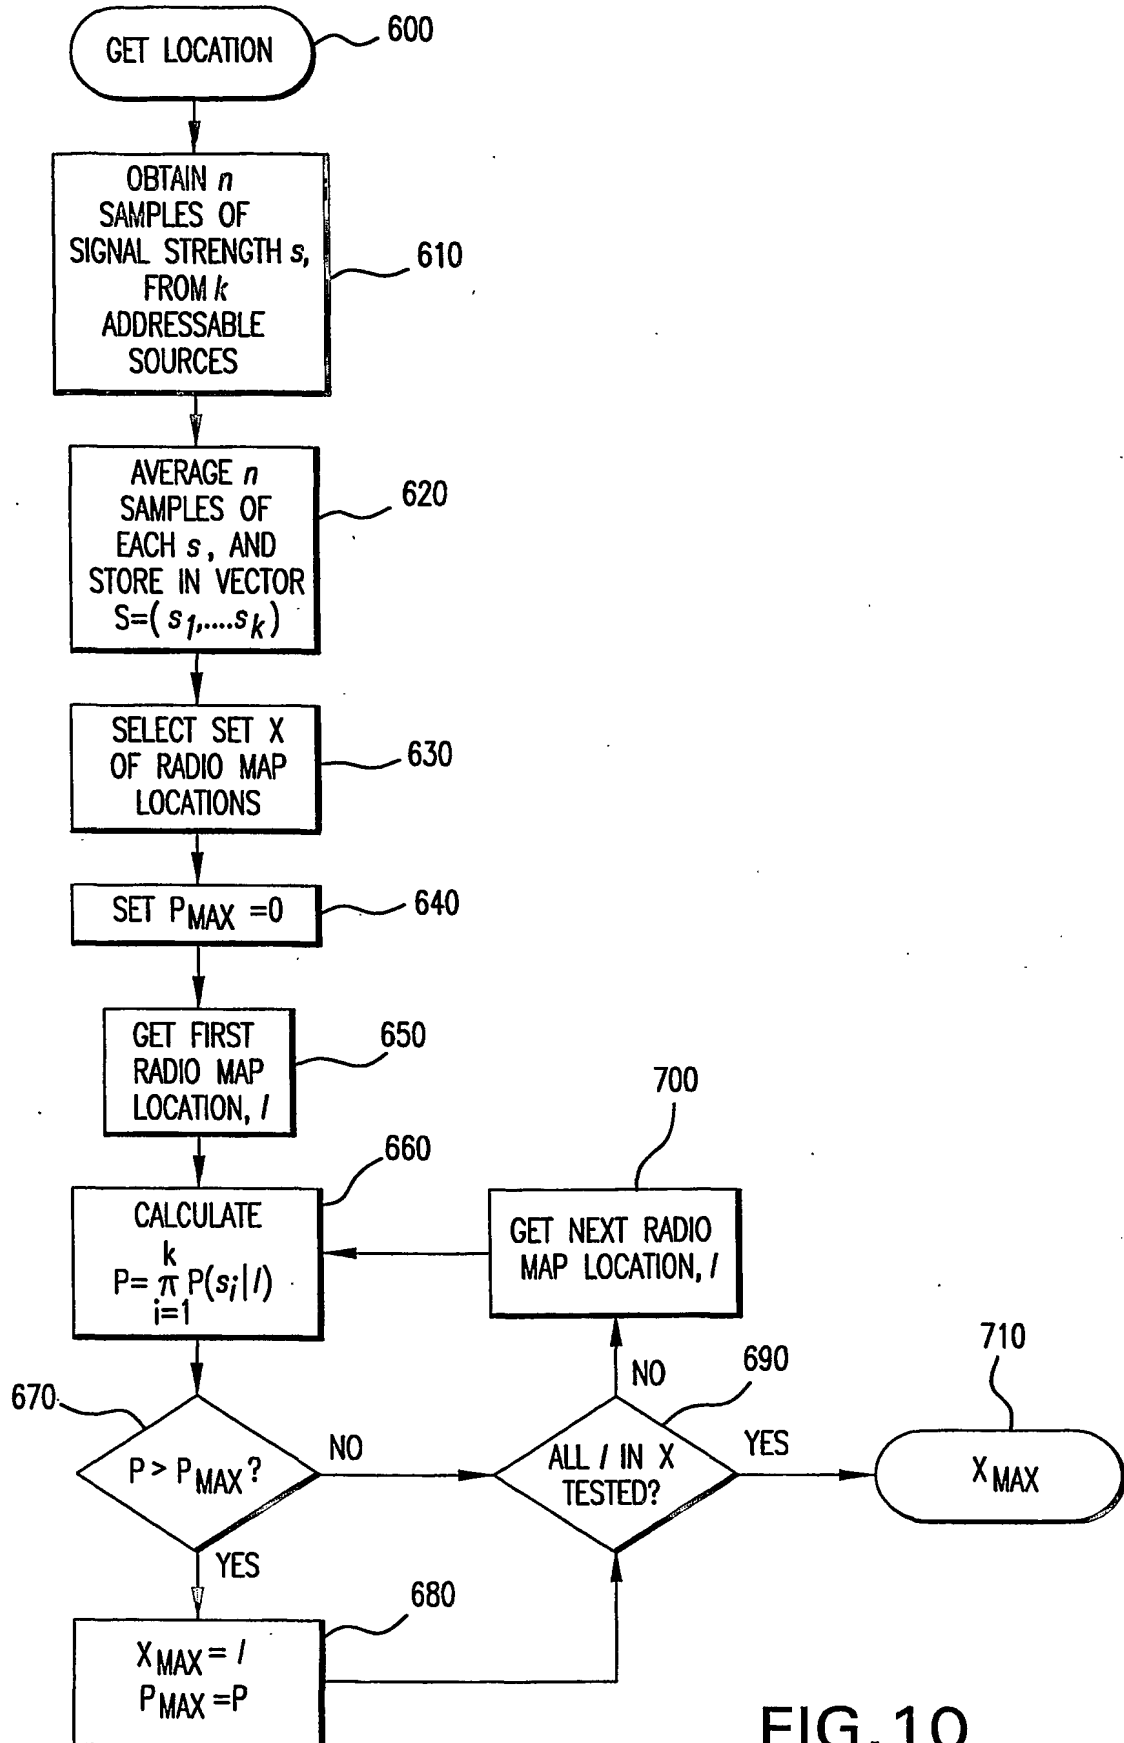 GET LOCATION
600
OBTAIN n
SAMPLES OF
SIGNAL STRENGTH s,
FROM k
ADDRESSABLE
SOURCES
610
AVERAGE n
SAMPLES OF
EACH s, AND
STORE IN VECTOR
S=(s1,....sk)
620
SELECT SET X
OF RADIO MAP
LOCATIONS
630
SET PMAX =0
640
GET FIRST
RADIO MAP
LOCATION, l
650
CALCULATE
k
P= π P(si|l)
i=1
660
700
GET NEXT RADIO
MAP LOCATION, l
670
P > PMAX?
NO
YES
690
ALL l IN X
TESTED?
NO
YES
710
XMAX
680
XMAX = l
PMAX =P
FIG.10